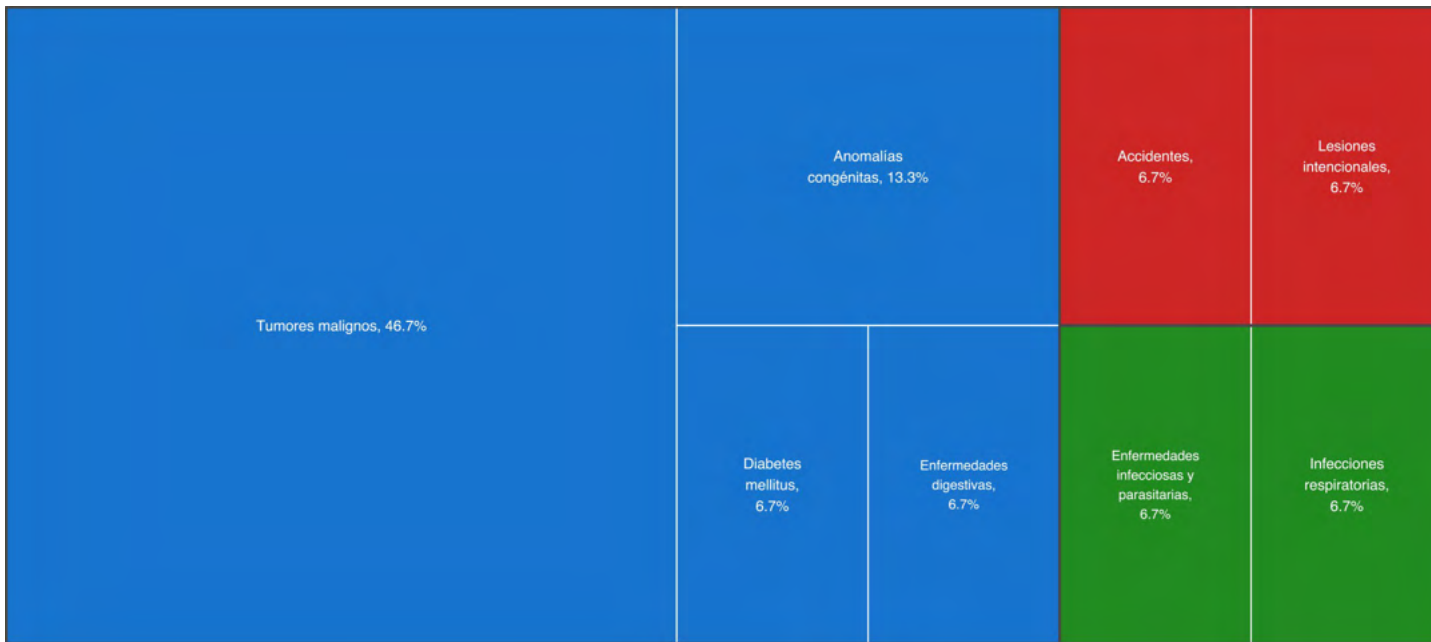 Tumores malignos, 46.7%
Anomalías
congénitas, 13.3%
Diabetes
mellitus,
6.7%
Enfermedades
digestivas,
6.7%
Accidentes,
6.7%
Lesiones
intencionales,
6.7%
Enfermedades
infecciosas y
parasitarias,
6.7%
Infecciones
respiratorias,
6.7%